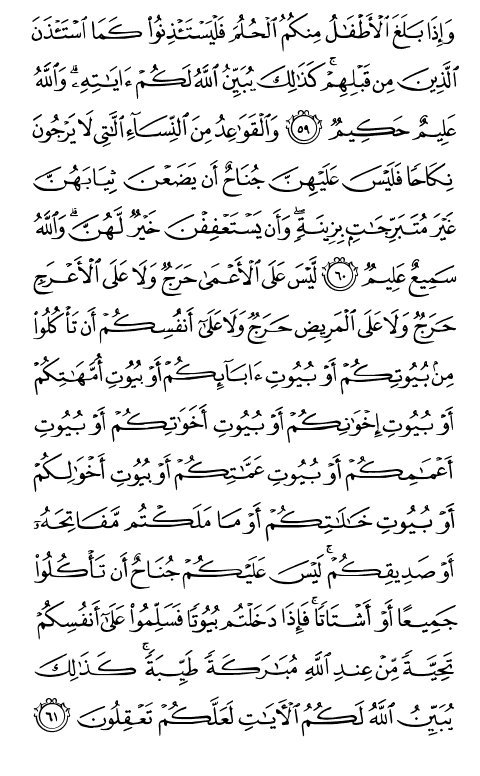 وَإِذَا بَلَغَ ٱلْأَطْفَٰلُ مِنكُمُ ٱلْحُلُمَ فَلْيَسْتَـْٔذِنُوا۟ كَمَا ٱسْتَـْٔذَنَ
ٱلَّذِينَ مِن قَبْلِهِمْ ۚ كَذَٰلِكَ يُبَيِّنُ ٱللَّهُ لَكُمْ ءَايَٰتِهِۦ ۗ وَٱللَّهُ
عَلِيمٌ حَكِيمٌ ٥٩ وَٱلْقَوَٰعِدُ مِنَ ٱلنِّسَآءِ ٱلَّٰتِى لَا يَرْجُونَ
نِكَاحًا فَلَيْسَ عَلَيْهِنَّ جُنَاحٌ أَن يَضَعْنَ ثِيَابَهُنَّ
غَيْرَ مُتَبَرِّجَٰتٍۭ بِزِينَةٍ ۖ وَأَن يَسْتَعْفِفْنَ خَيْرٌ لَّهُنَّ ۗ وَٱللَّهُ
سَمِيعٌ عَلِيمٌ ٦٠ لَّيْسَ عَلَى ٱلْأَعْمَىٰ حَرَجٌ وَلَا عَلَى ٱلْأَعْرَجِ
حَرَجٌ وَلَا عَلَى ٱلْمَرِيضِ حَرَجٌ وَلَا عَلَىٰٓ أَنفُسِكُمْ أَن تَأْكُلُوا۟
مِنۢ بُيُوتِكُمْ أَوْ بُيُوتِ ءَابَآئِكُمْ أَوْ بُيُوتِ أُمَّهَٰتِكُمْ
أَوْ بُيُوتِ إِخْوَٰنِكُمْ أَوْ بُيُوتِ أَخَوَٰتِكُمْ أَوْ بُيُوتِ
أَعْمَٰمِكُمْ أَوْ بُيُوتِ عَمَّٰتِكُمْ أَوْ بُيُوتِ أَخْوَٰلِكُمْ
أَوْ بُيُوتِ خَٰلَٰتِكُمْ أَوْ مَا مَلَكْتُم مَّفَاتِحَهُۥٓ
أَوْ صَدِيقِكُمْ ۚ لَيْسَ عَلَيْكُمْ جُنَاحٌ أَن تَأْكُلُوا۟
جَمِيعًا أَوْ أَشْتَاتًا ۚ فَإِذَا دَخَلْتُم بُيُوتًا فَسَلِّمُوا۟ عَلَىٰٓ أَنفُسِكُمْ
تَحِيَّةً مِّنْ عِندِ ٱللَّهِ مُبَٰرَكَةً طَيِّبَةً ۚ كَذَٰلِكَ
يُبَيِّنُ ٱللَّهُ لَكُمُ ٱلْءَايَٰتِ لَعَلَّكُمْ تَعْقِلُونَ ٦١